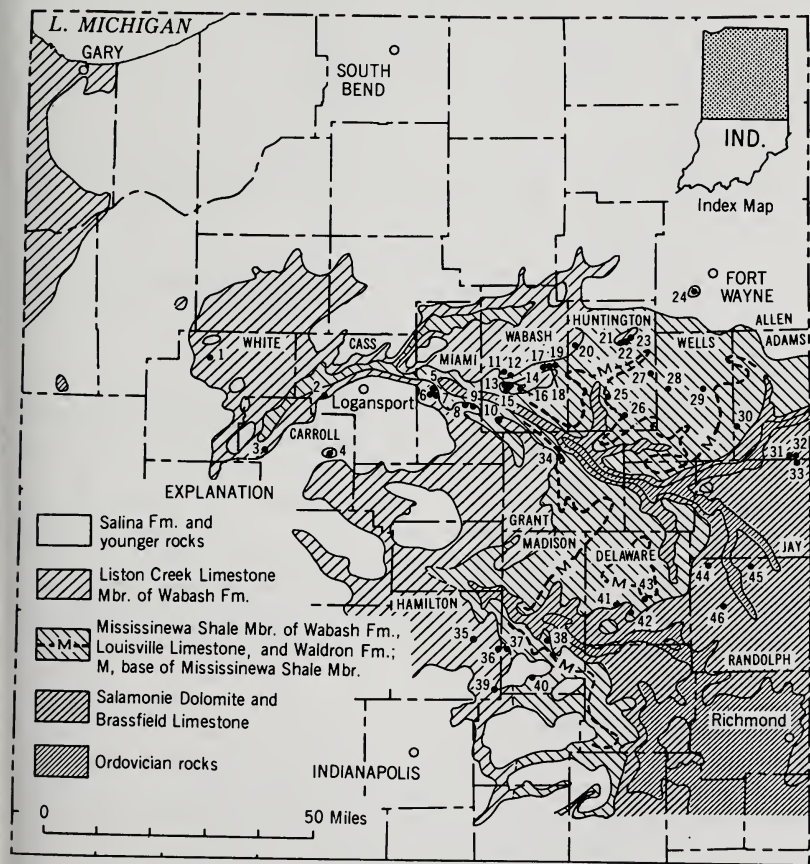 L. MICHIGAN
GARY
SOUTH
BEND
IND.
Index Map
24
FORT
WAYNE
ALLEN
HUNTINGTON
WHITE
CASS
MIAMI
WABASH
WELLS
ADAMS
1
2
3
4
5
6
7
8
9
10
11
12
13
14
15
16
17
18
19
20
21
22
23
M
25
26
27
28
29
30
M
31
32
33
34
Logansport
CARROLL
EXPLANATION
Salina Fm. and
younger rocks
Liston Creek Limestone
Mbr. of Wabash Fm.
M
Mississinewa Shale Mbr. of Wabash Fm.,
Louisville Limestone, and Waldron Fm.;
M, base of Mississinewa Shale Mbr.
Salamonie Dolomite and
Brassfield Limestone
Ordovician rocks
GRANT
MADISON
DELAWARE
JAY
HAMILTON
M
M
41
42
43
44
45
46
35
36
37
38
M
39
40
RANDOLPH
Richmond
INDIANAPOLIS
0
50 Miles